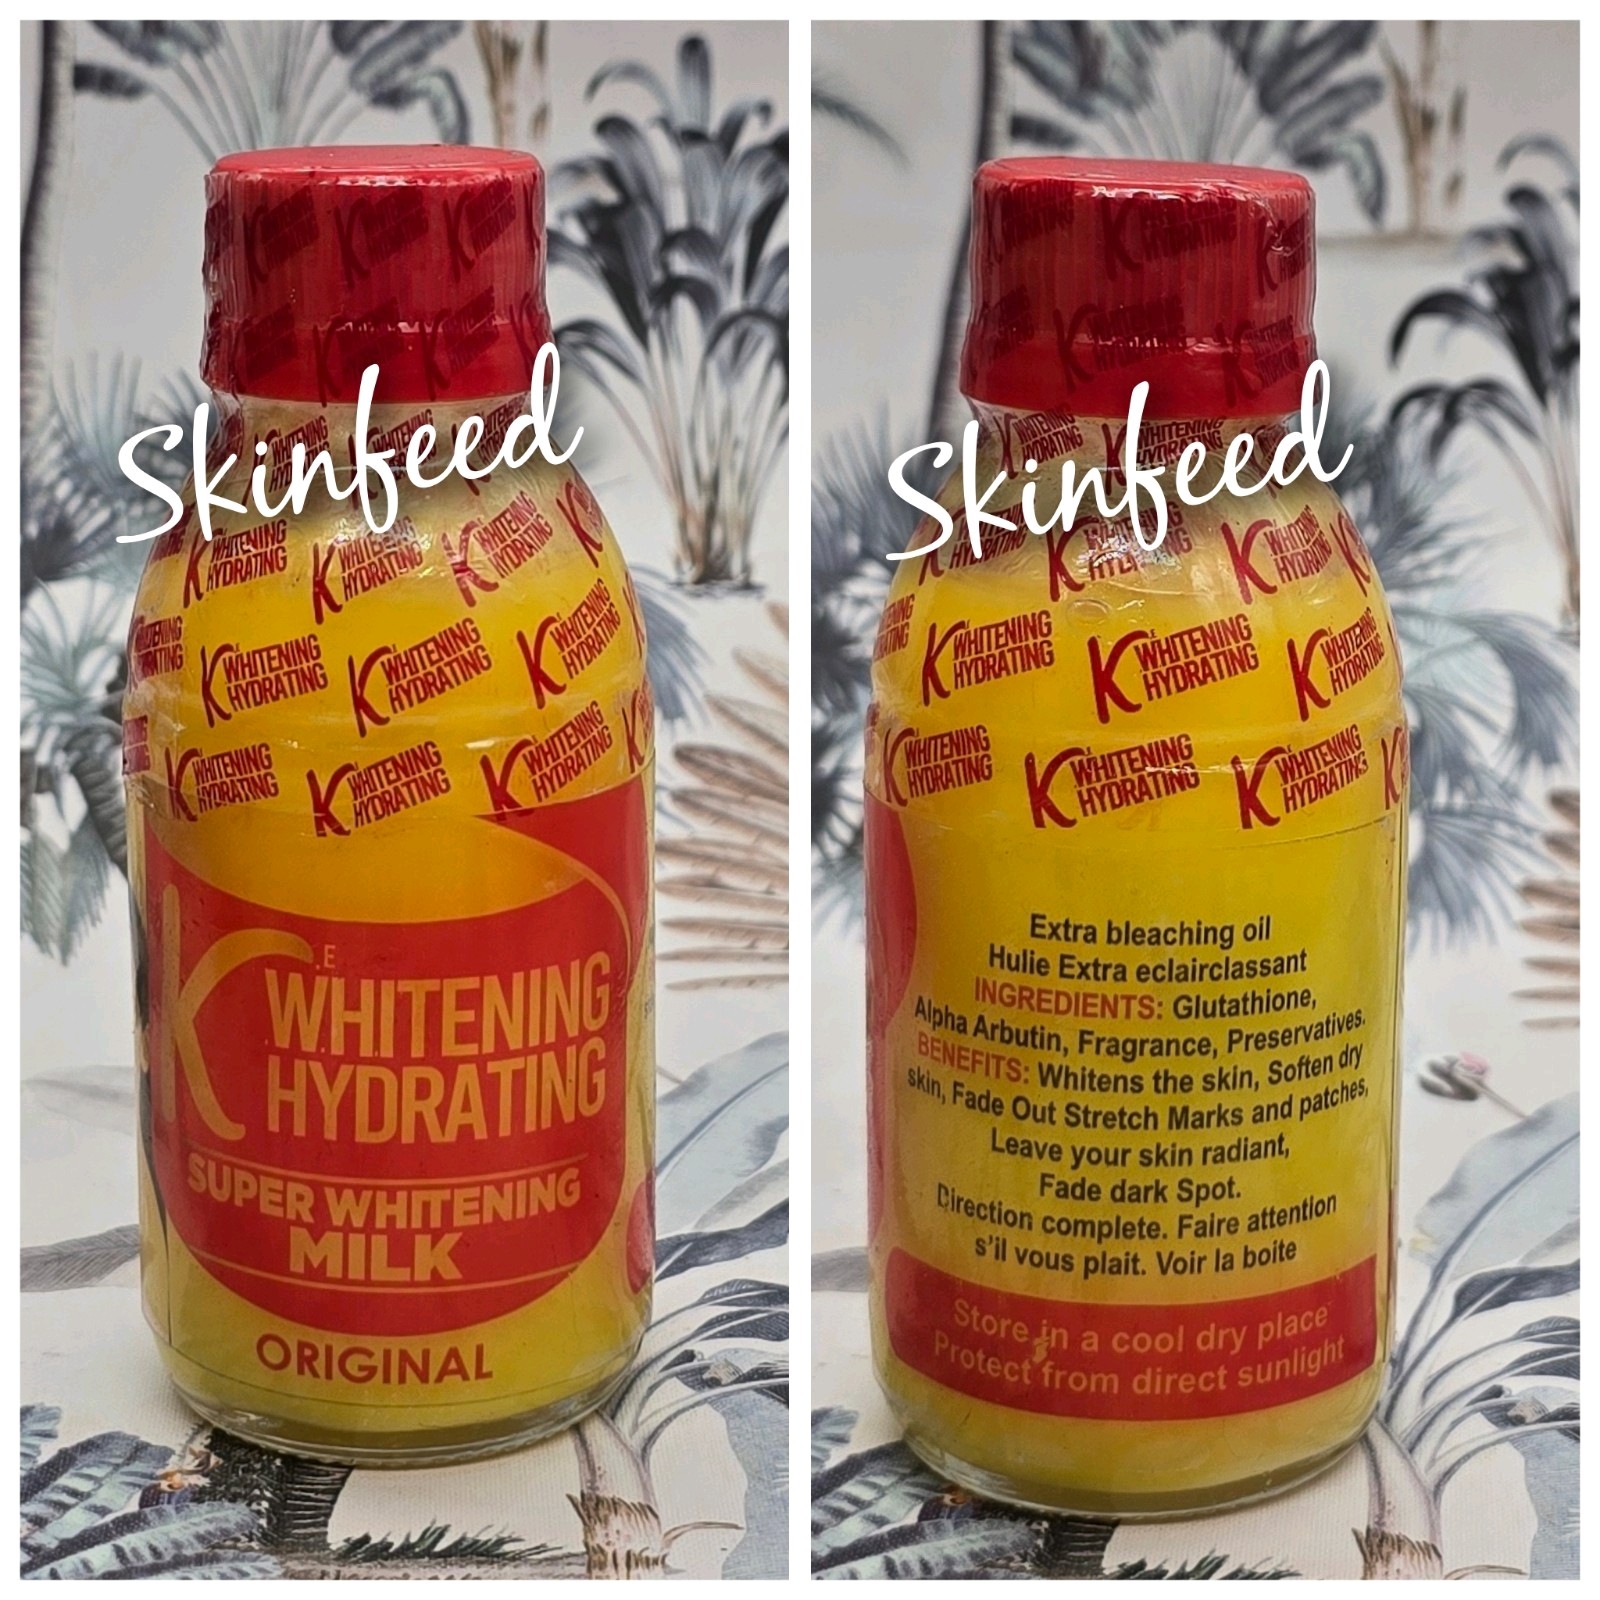 Skinfeed
K.E
WHITENING
HYDRATING
SUPER WHITENING
MILK
ORIGINAL
Skinfeed
K WHITENING
HYDRATING
Extra bleaching oil
Hulie Extra eclairclassant
INGREDIENTS: Glutathione,
Alpha Arbutin, Fragrance, Preservatives.
BENEFITS: Whitens the skin, Soften dry
skin, Fade Out Stretch Marks and patches,
Leave your skin radiant,
Fade dark Spot.
Direction complete. Faire attention
s'il vous plait. Voir la boite
Store in a cool dry place
Protect from direct sunlight